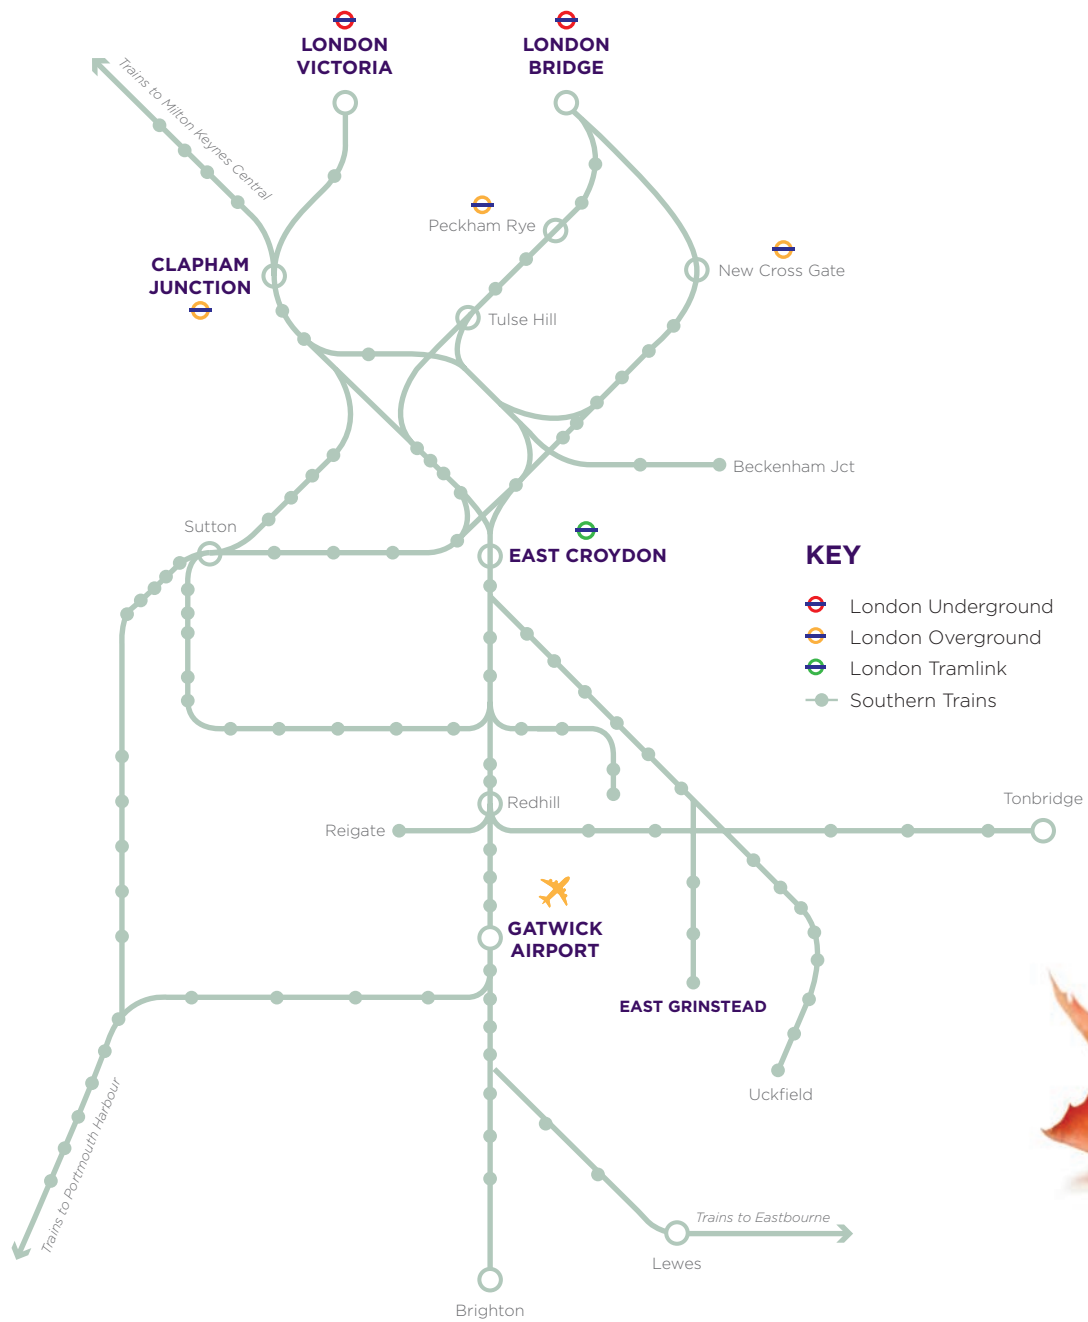 LONDON
VICTORIA
LONDON
BRIDGE
Trains to Milton Keynes Central
Peckham Rye
CLAPHAM
JUNCTION
New Cross Gate
Tulse Hill
Beckenham Jct
Sutton
EAST CROYDON
KEY
London Underground
London Overground
London Tramlink
Southern Trains
Redhill
Tonbridge
Reigate
GATWICK
AIRPORT
EAST GRINSTEAD
Uckfield
Trains to Portmouth Harbour
Trains to Eastbourne
Lewes
Brighton